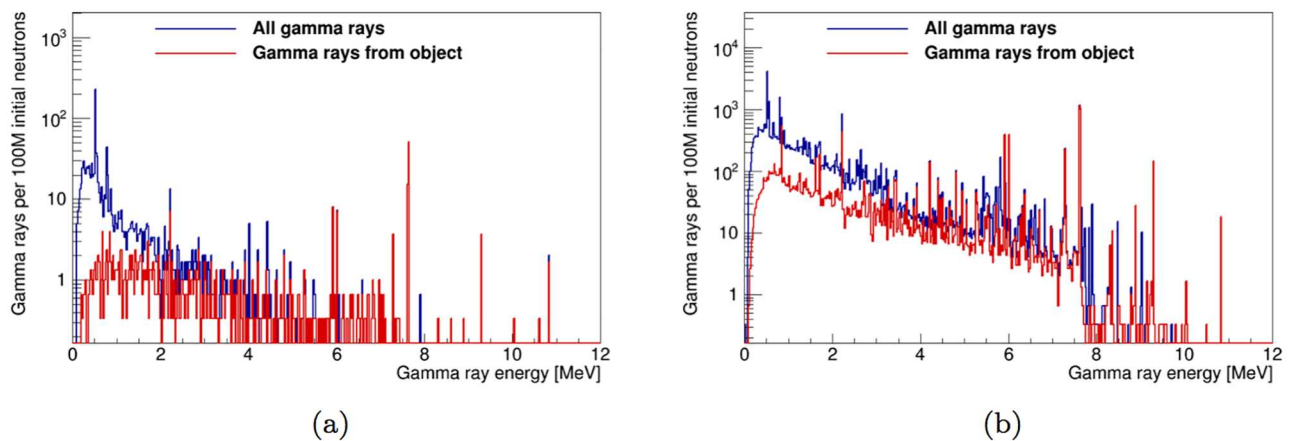 All gamma rays
Gamma rays from object
Gamma rays per 100M initial neutrons
10³
10²
10
1
0 2 4 6 8 10 12
Gamma ray energy [MeV]
(a)
All gamma rays
Gamma rays from object
Gamma rays per 100M initial neutrons
10⁴
10³
10²
10
1
0 2 4 6 8 10 12
Gamma ray energy [MeV]
(b)